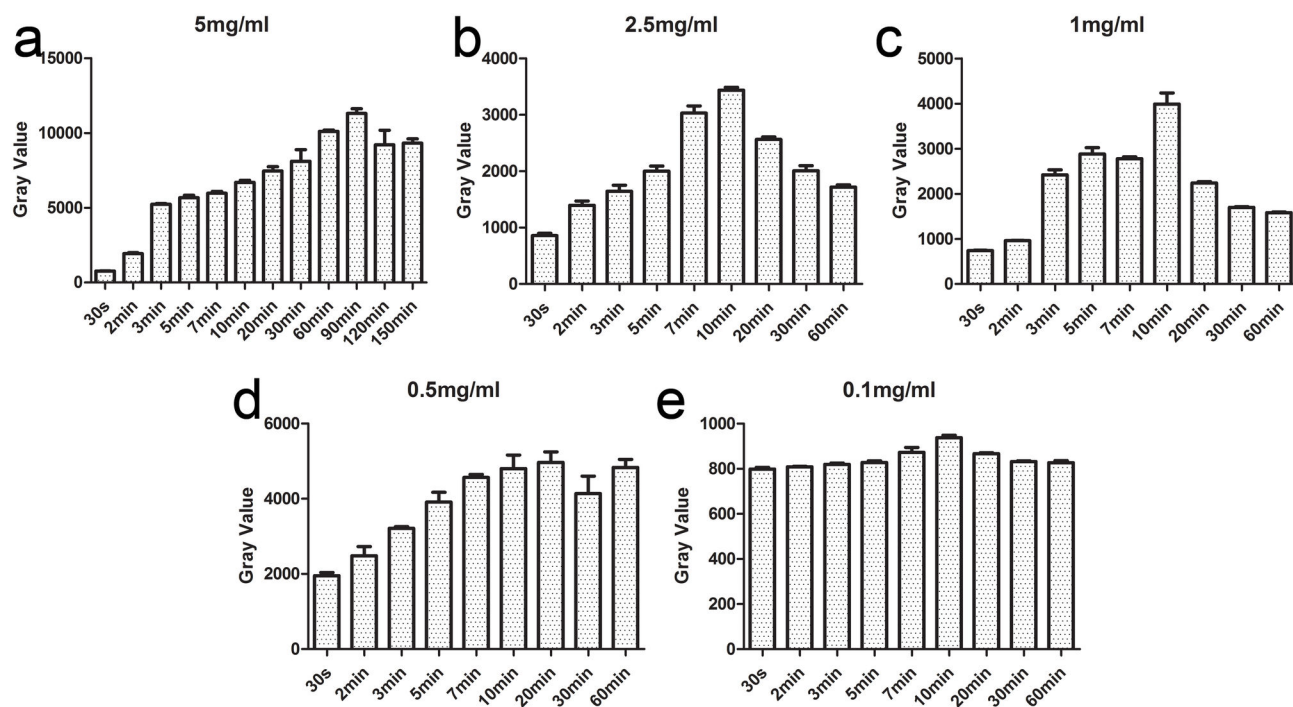 a
5mg/ml
Gray Value
15000
10000
5000
0
30s
2min
3min
5min
7min
10min
20min
30min
60min
90min
120min
150min
b
2.5mg/ml
Gray Value
4000
3000
2000
1000
0
30s
2min
3min
5min
7min
10min
20min
30min
60min
c
1mg/ml
Gray Value
5000
4000
3000
2000
1000
0
30s
2min
3min
5min
7min
10min
20min
30min
60min
d
0.5mg/ml
Gray Value
6000
4000
2000
0
30s
2min
3min
5min
7min
10min
20min
30min
60min
e
0.1mg/ml
Gray Value
1000
800
600
400
200
0
30s
2min
3min
5min
7min
10min
20min
30min
60min